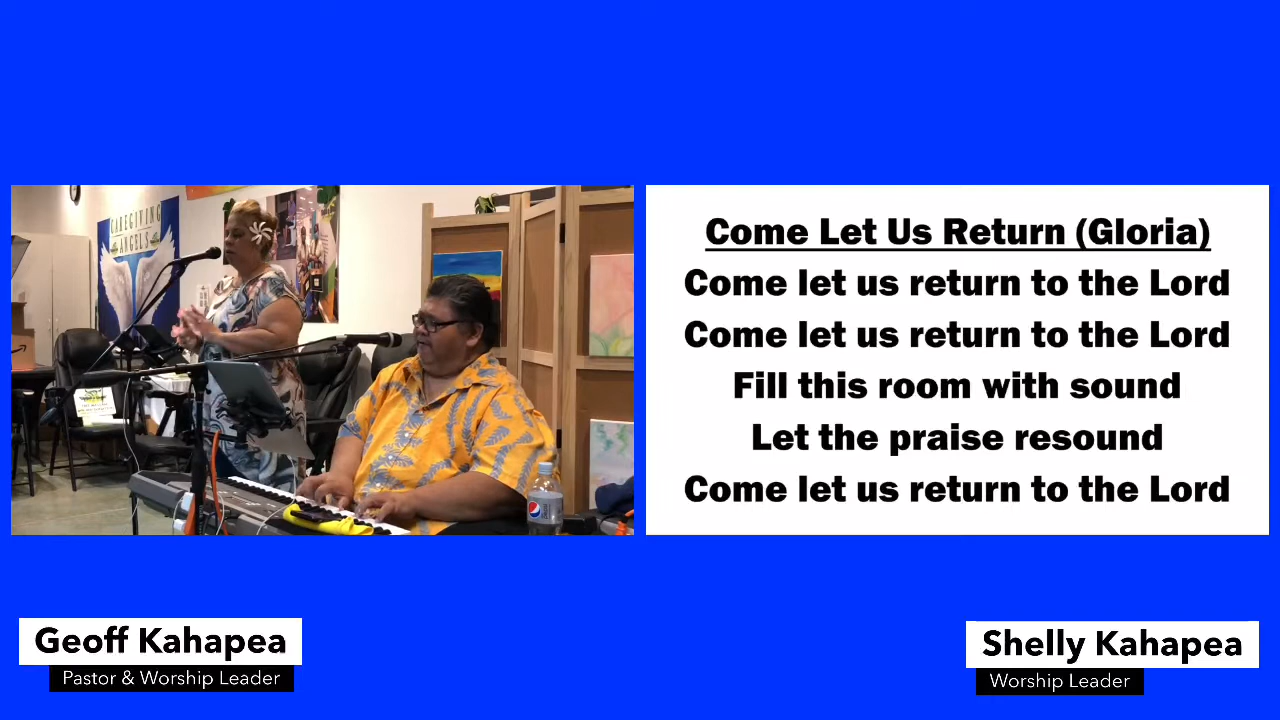 CAREGIVING
ANGELS
Come Let Us Return (Gloria)
Come let us return to the Lord
Come let us return to the Lord
Fill this room with sound
Let the praise resound
Come let us return to the Lord
Geoff Kahapea
Pastor & Worship Leader
Shelly Kahapea
Worship Leader